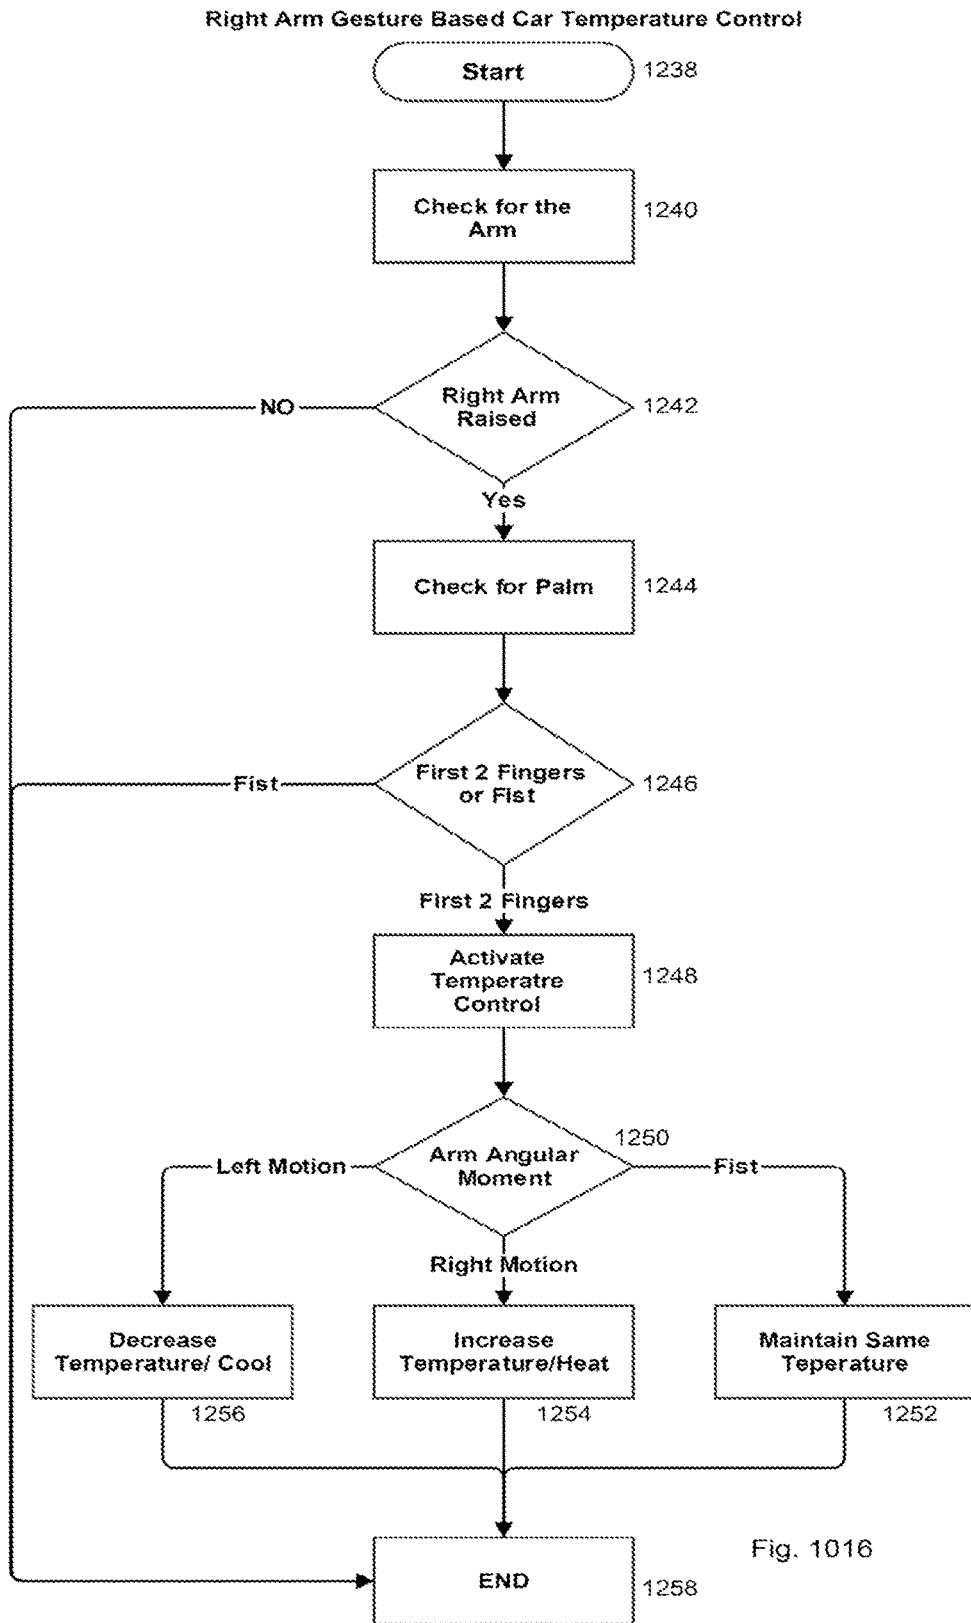 Right Arm Gesture Based Car Temperature Control
Start
1238
Check for the
Arm
1240
Right Arm
Raised
1242
NO
Yes
Check for Palm
1244
First 2 Fingers
or Fist
1246
Fist
First 2 Fingers
Activate
Temperatre
Control
1248
Arm Angular
Moment
1250
Left Motion
Fist
Right Motion
Decrease
Temperature/ Cool
1256
Increase
Temperature/Heat
1254
Maintain Same
Teperature
1252
END
1258
Fig. 1016